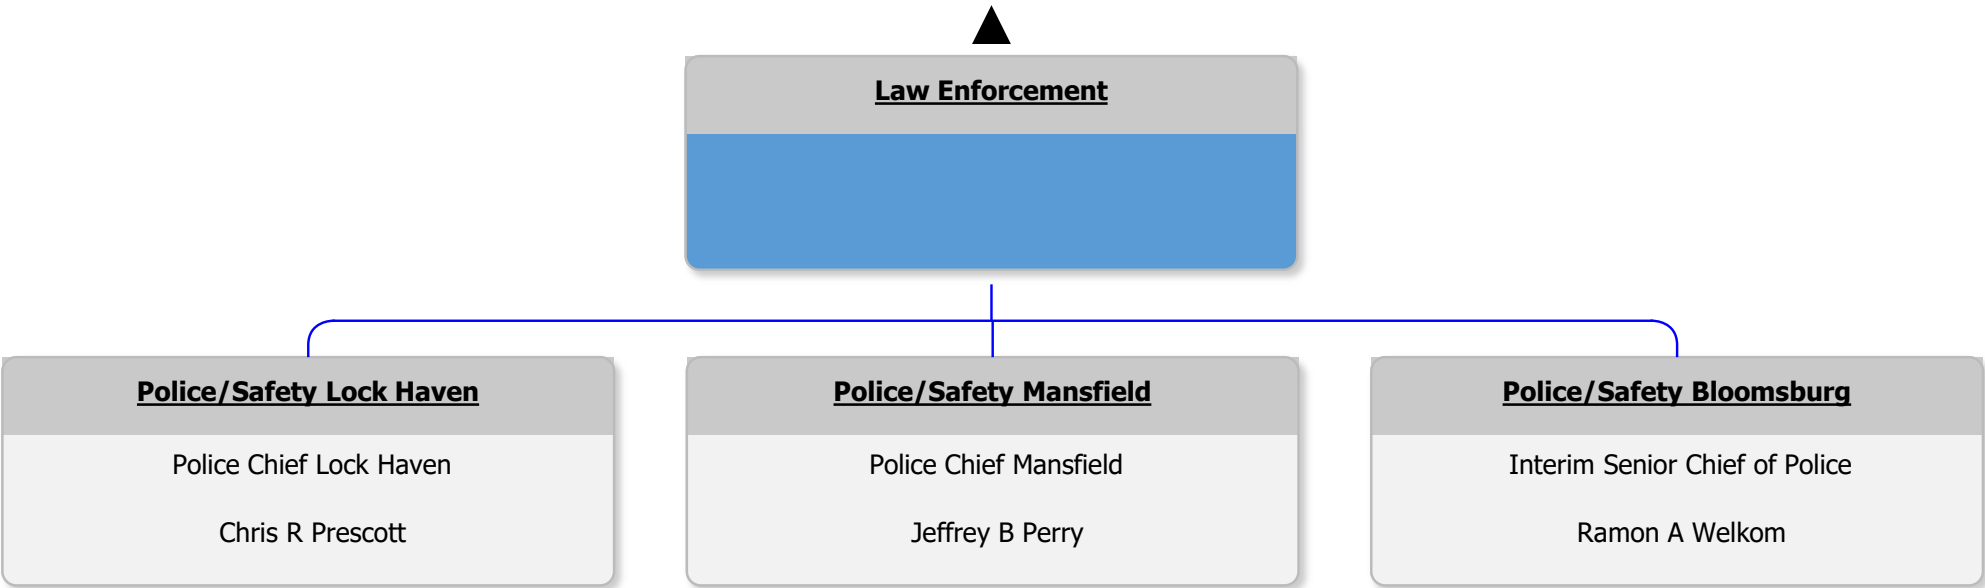 Law Enforcement
Police/Safety Lock Haven
Police Chief Lock Haven
Chris R Prescott
Police/Safety Mansfield
Police Chief Mansfield
Jeffrey B Perry
Police/Safety Bloomsburg
Interim Senior Chief of Police
Ramon A Welkom